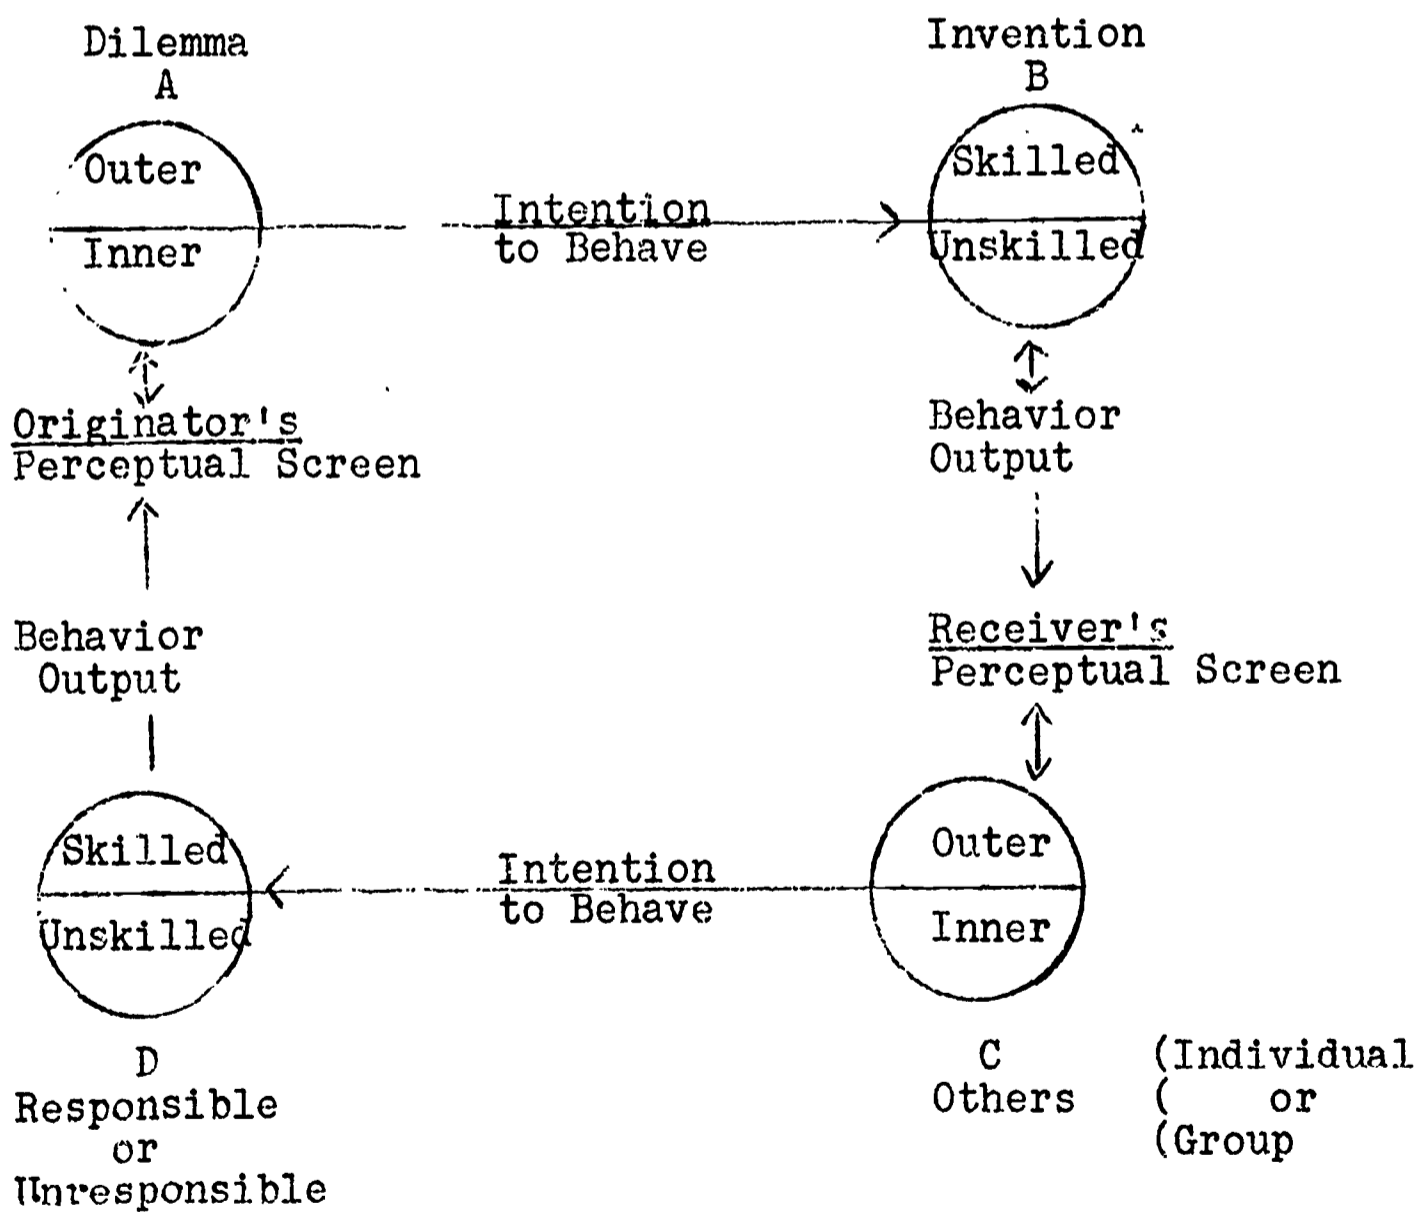 Dilemma
A
Outer
Inner
Intention
to Behave
Invention
B
Skilled
Unskilled
Originator's
Perceptual Screen
Behavior
Output
Behavior
Output
Receiver's
Perceptual Screen
Skilled
Unskilled
Intention
to Behave
Outer
Inner
D
Responsible
or
Unresponsible
C
Others
(Individual
( or
(Group